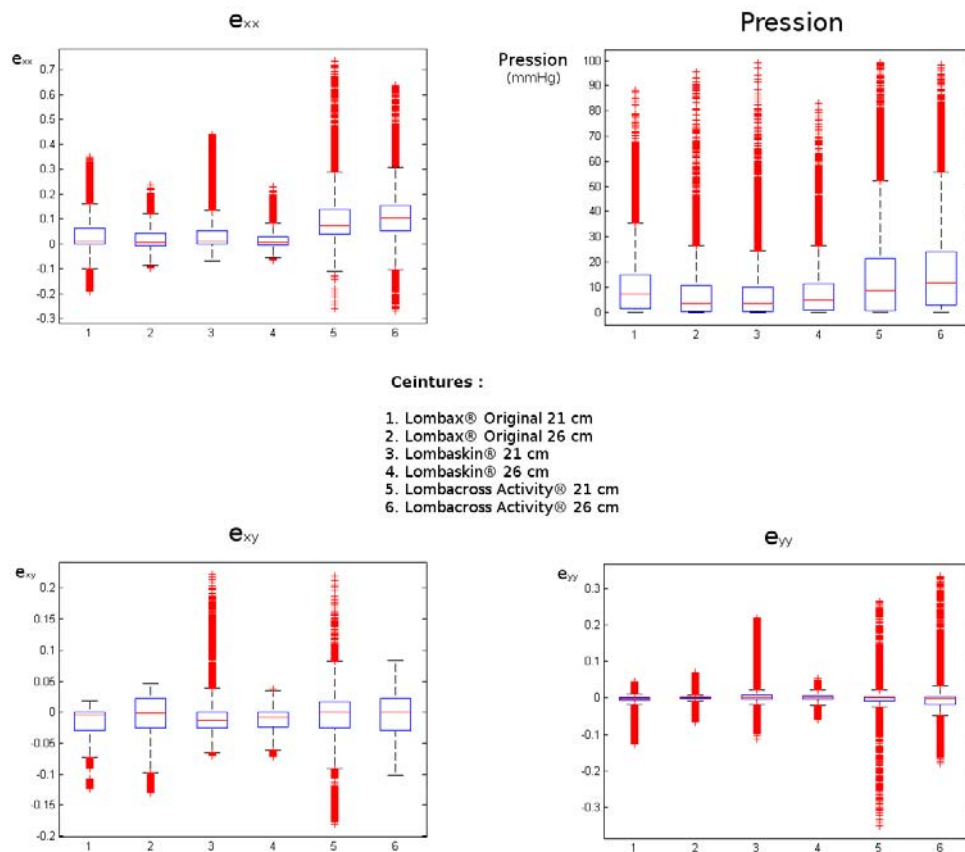 e xx
e xx
0.7
0.6
0.5
0.4
0.3
0.2
0.1
0
-0.1
-0.2
-0.3
1 2 3 4 5 6
Pression
Pression
(mmHg)
100
90
80
70
60
50
40
30
20
10
0
1 2 3 4 5 6
Ceintures :
1. Lombax® Original 21 cm
2. Lombax® Original 26 cm
3. Lombaskin® 21 cm
4. Lombaskin® 26 cm
5. Lombacross Activity® 21 cm
6. Lombacross Activity® 26 cm
e xy
e xy
0.2
0.15
0.1
0.05
0
-0.05
-0.1
-0.15
-0.2
1 2 3 4 5 6
e yy
e yy
0.3
0.2
0.1
0
-0.1
-0.2
-0.3
1 2 3 4 5 6